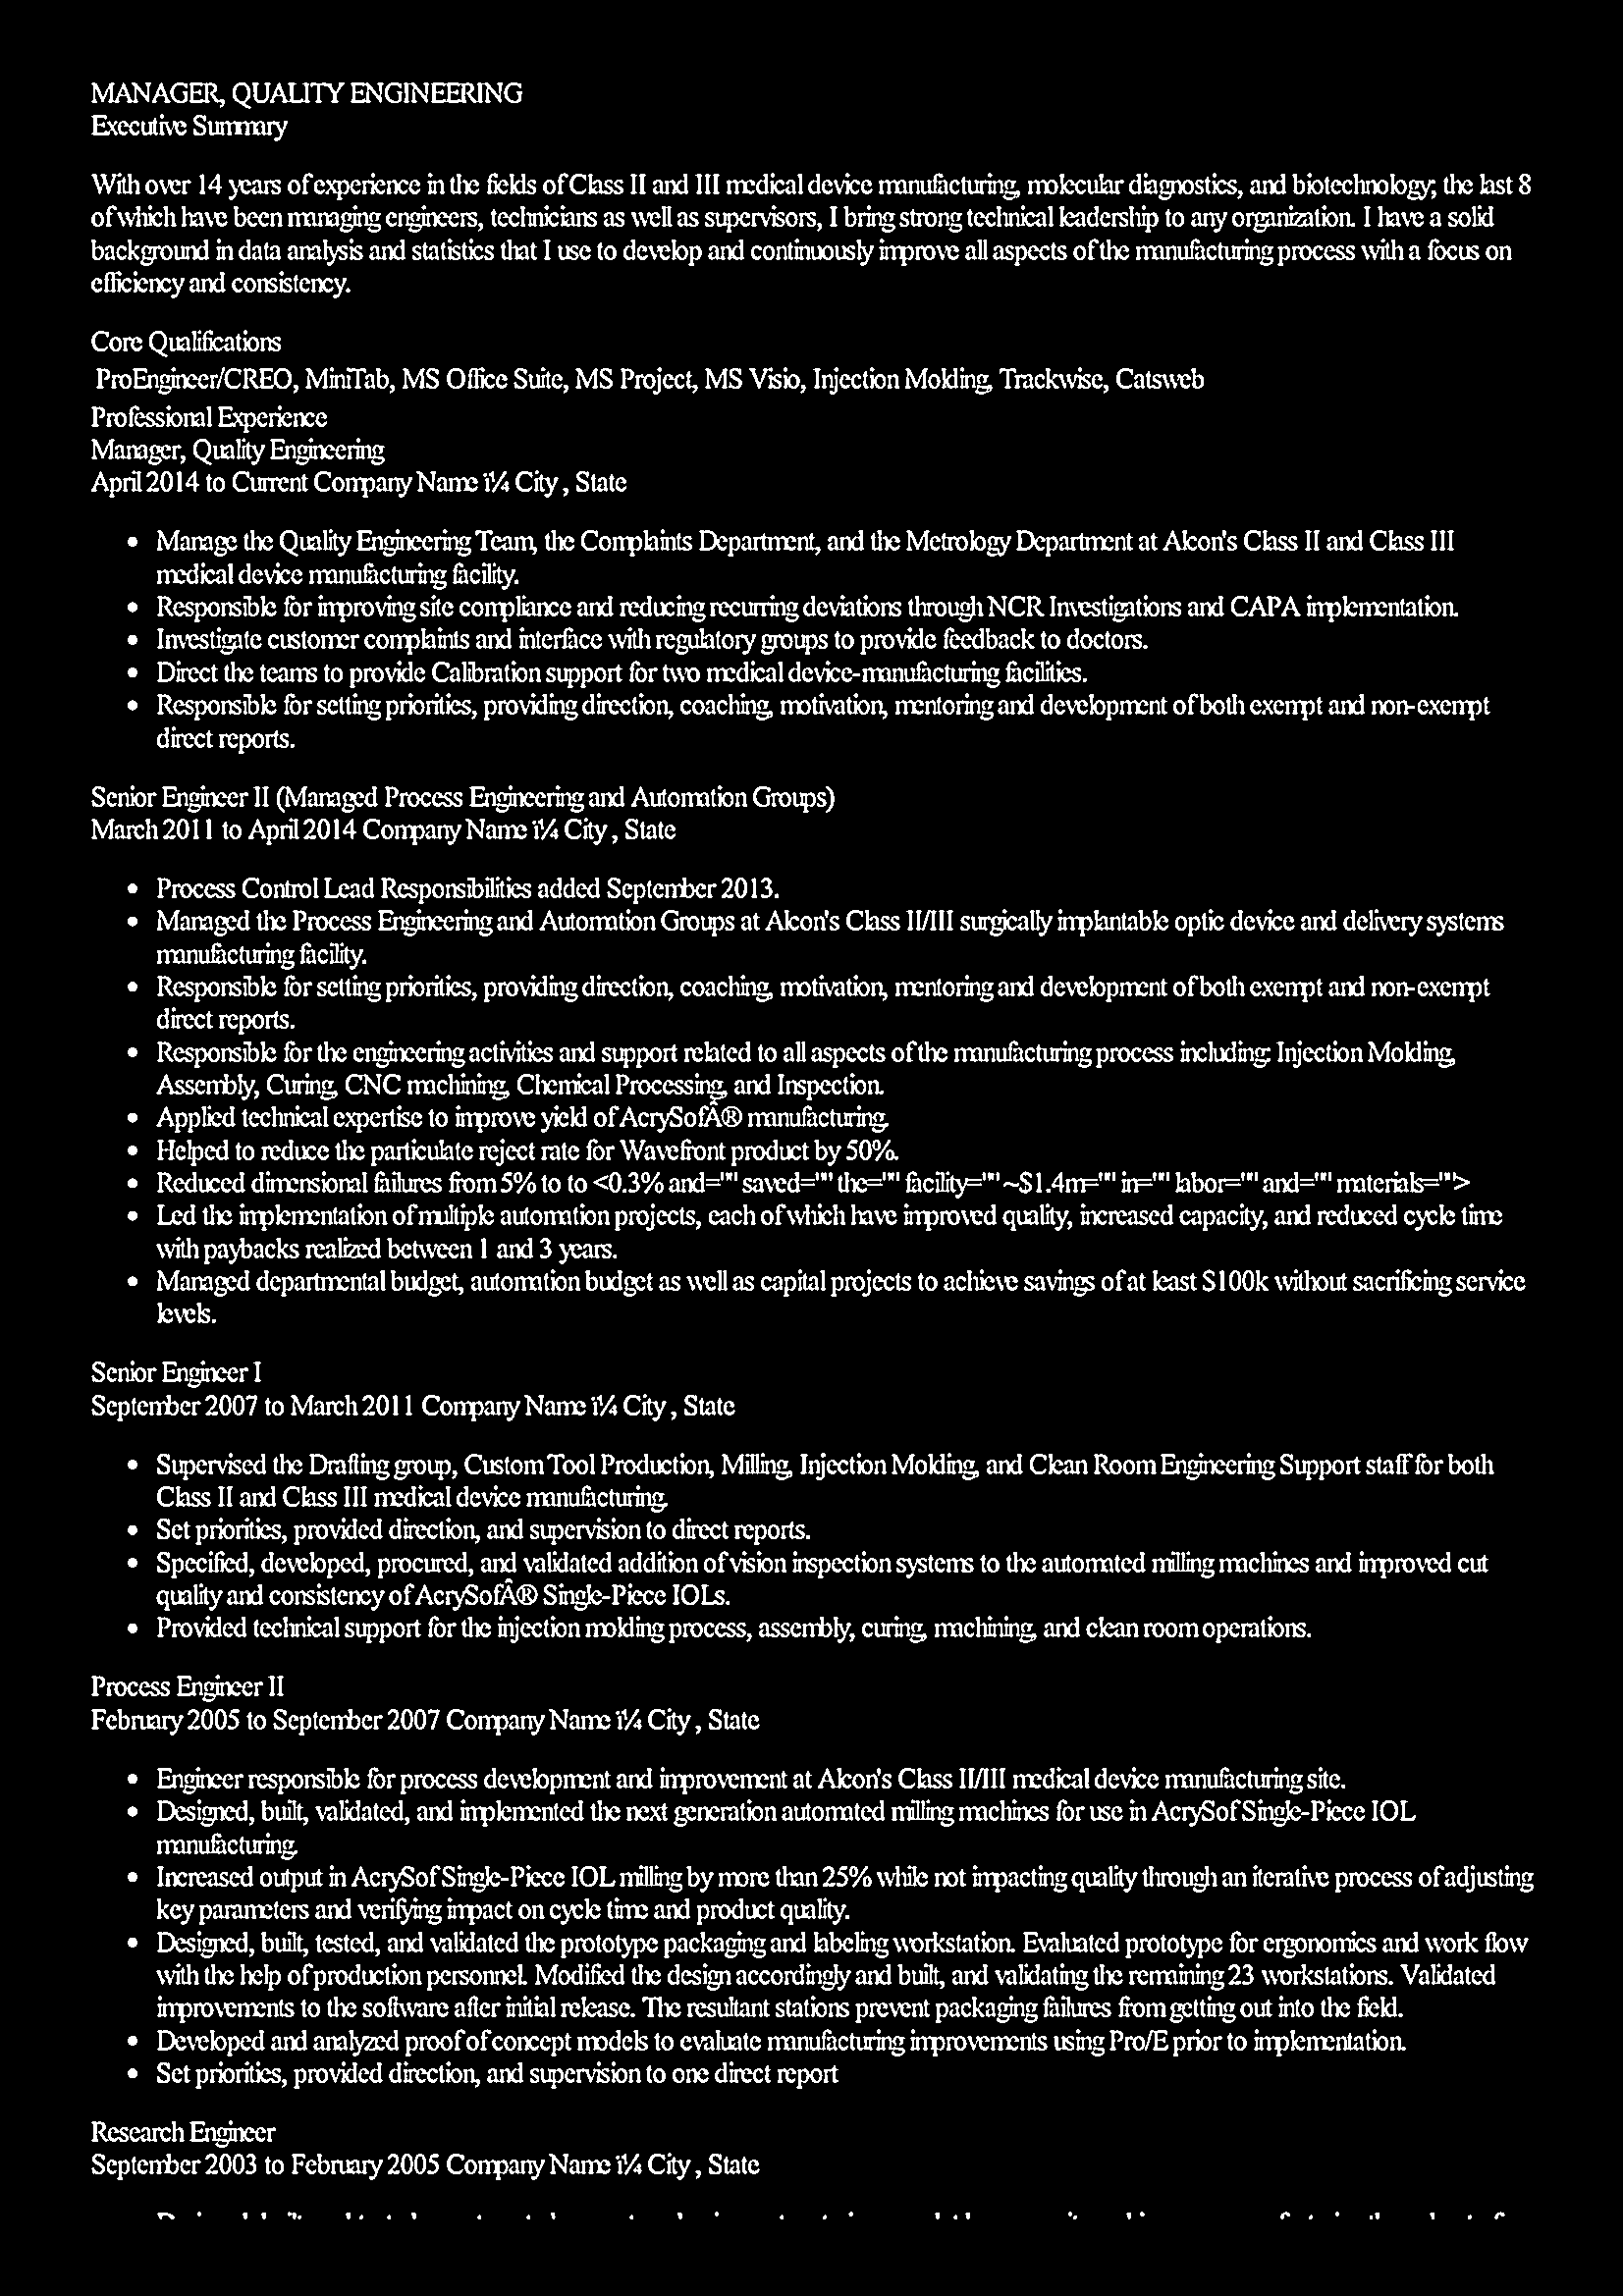 MANAGER, QUALITY ENGINEERING
Executive Summary
With over 14 years of experience in the fields of Class II and III medical device manufacturing, molecular diagnostics, and biotechnology; the last 8
of which have been managing engineers, technicians as well as supervisors, I bring strong technical leadership to any organization. I have a solid
background in data analysis and statistics that I use to develop and continuously improve all aspects of the manufacturing process with a focus on
efficiency and consistency.
Core Qualifications
ProEngineer/CREO, MiniTab, MS Office Suite, MS Project, MS Visio, Injection Molding, Trackwise, Catsweb
Professional Experience
Manager, Quality Engineering
April 2014 to Current Company Name ï¼ City , State
• Manage the Quality Engineering Team, the Complaints Department, and the Metrology Department at Alcon's Class II and Class III
medical device manufacturing facility.
• Responsible for improving site compliance and reducing recurring deviations through NCR Investigations and CAPA implementation.
• Investigate customer complaints and interface with regulatory groups to provide feedback to doctors.
• Direct the teams to provide Calibration support for two medical device-manufacturing facilities.
• Responsible for setting priorities, providing direction, coaching, motivation, mentoring and development of both exempt and non-exempt
direct reports.
Senior Engineer II (Managed Process Engineering and Automation Groups)
March 2011 to April 2014 Company Name ï¼ City , State
• Process Control Lead Responsibilities added September 2013.
• Managed the Process Engineering and Automation Groups at Alcon's Class II/III surgically implantable optic device and delivery systems
manufacturing facility.
• Responsible for setting priorities, providing direction, coaching, motivation, mentoring and development of both exempt and non-exempt
direct reports.
• Responsible for the engineering activities and support related to all aspects of the manufacturing process including: Injection Molding,
Assembly, Curing, CNC machining, Chemical Processing, and Inspection.
• Applied technical expertise to improve yield of AcrySofÂ® manufacturing.
• Helped to reduce the particulate reject rate for Wavefront product by 50%.
• Reduced dimensional failures from 5% to to <0.3% and="" saved="" the="" facility="" ~$1.4m="" in="" labor="" and="" materials="">
• Led the implementation of multiple automation projects, each of which have improved quality, increased capacity, and reduced cycle time
with paybacks realized between 1 and 3 years.
• Managed departmental budget, automation budget as well as capital projects to achieve savings of at least $100k without sacrificing service
levels.
Senior Engineer I
September 2007 to March 2011 Company Name ï¼ City , State
• Supervised the Drafting group, Custom Tool Production, Milling, Injection Molding, and Clean Room Engineering Support staff for both
Class II and Class III medical device manufacturing.
• Set priorities, provided direction, and supervision to direct reports.
• Specified, developed, procured, and validated addition of vision inspection systems to the automated milling machines and improved cut
quality and consistency of AcrySofÂ® Single-Piece IOLs.
• Provided technical support for the injection molding process, assembly, curing, machining, and clean room operations.
Process Engineer II
February 2005 to September 2007 Company Name ï¼ City , State
• Engineer responsible for process development and improvement at Alcon's Class II/III medical device manufacturing site.
• Designed, built, validated, and implemented the next generation automated milling machines for use in AcrySof Single-Piece IOL
manufacturing.
• Increased output in AcrySof Single-Piece IOL milling by more than 25% while not impacting quality through an iterative process of adjusting
key parameters and verifying impact on cycle time and product quality.
• Designed, built, tested, and validated the prototype packaging and labeling workstation. Evaluated prototype for ergonomics and work flow
with the help of production personnel. Modified the design accordingly and built, and validating the remaining 23 workstations. Validated
improvements to the software after initial release. The resultant stations prevent packaging failures from getting out into the field.
• Developed and analyzed proof of concept models to evaluate manufacturing improvements using Pro/E prior to implementation.
• Set priorities, provided direction, and supervision to one direct report
Research Engineer
September 2003 to February 2005 Company Name ï¼ City , State